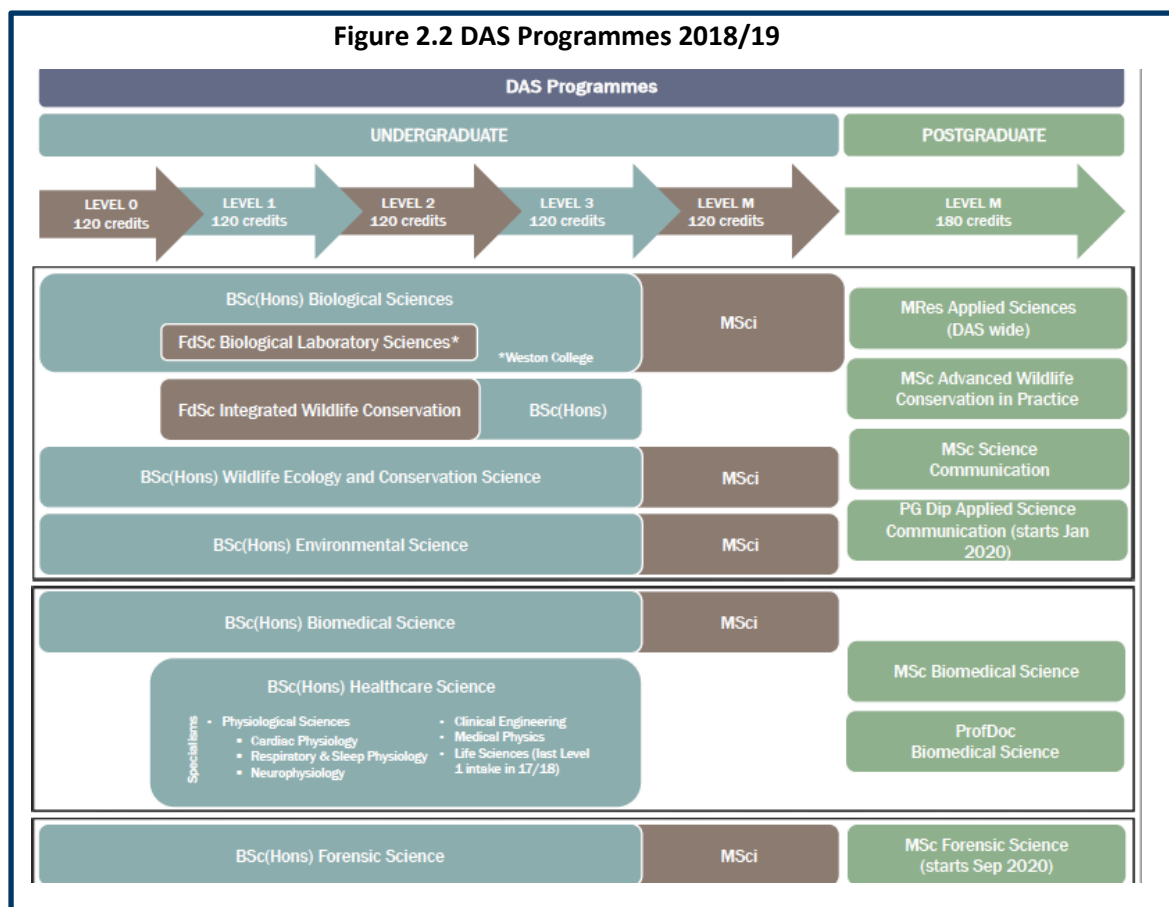 Figure 2.2 DAS Programmes 2018/19
DAS Programmes
UNDERGRADUATE
POSTGRADUATE
LEVEL 0
120 credits
LEVEL 1
120 credits
LEVEL 2
120 credits
LEVEL 3
120 credits
LEVEL M
120 credits
LEVEL M
180 credits
BSc(Hons) Biological Sciences
FdSc Biological Laboratory Sciences*
*Weston College
MSci
MRes Applied Sciences
(DAS wide)
FdSc Integrated Wildlife Conservation
BSc(Hons)
MSc Advanced Wildlife
Conservation in Practice
BSc(Hons) Wildlife Ecology and Conservation Science
MSci
MSc Science
Communication
BSc(Hons) Environmental Science
MSci
PG Dip Applied Science
Communication (starts Jan
2020)
BSc(Hons) Biomedical Science
MSci
BSc(Hons) Healthcare Science
Specialisms
• Physiological Sciences
▪ Cardiac Physiology
▪ Respiratory & Sleep Physiology
▪ Neurophysiology
• Clinical Engineering
• Medical Physics
• Life Sciences (last Level
1 intake in 17/18)
MSc Biomedical Science
ProfDoc
Biomedical Science
BSc(Hons) Forensic Science
MSci
MSc Forensic Science
(starts Sep 2020)